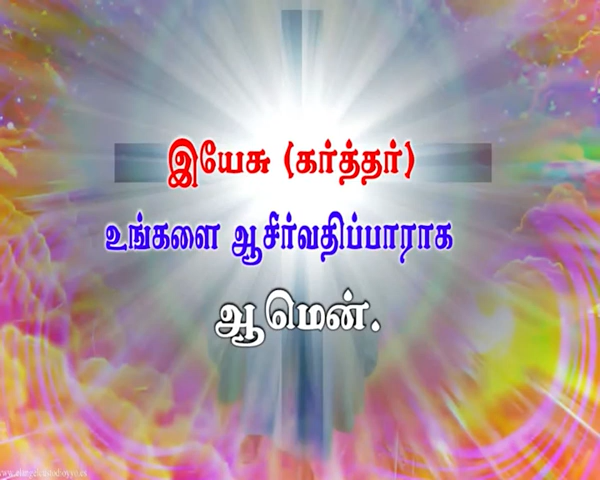 இயேசு (கர்த்தர்)
உங்களை ஆசீர்வதிப்பாராக
ஆமென்.